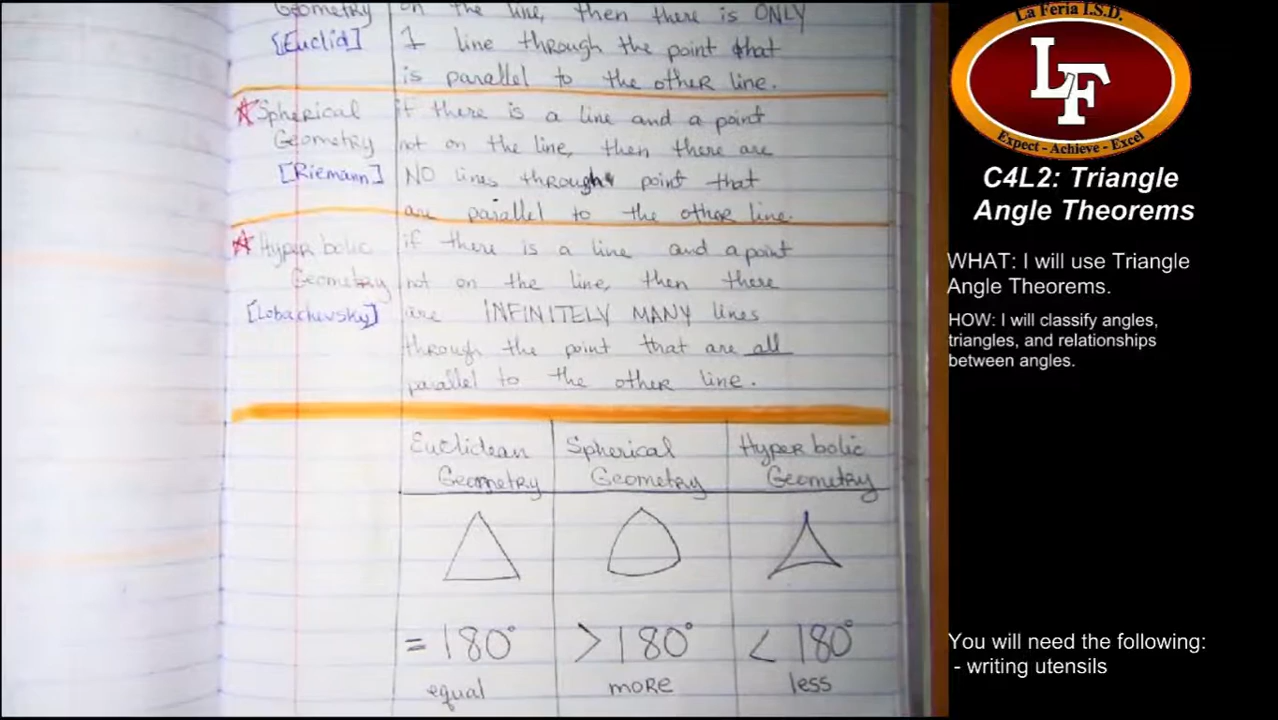 Geometry on the line, then there is ONLY
[Euclid] 1 line through the point that
is parallel to the other line.
Spherical if there is a line and a point
Geometry not on the line, then there are
[Riemann] NO lines through point that
are parallel to the other line.
Hyperbolic if there is a line and a point
Geometry not on the line, then there
[Lobachevsky] are INFINITELY MANY lines
through the point that are all
parallel to the other line.
Euclidean Spherical Hyperbolic
Geometry Geometry Geometry
= 180° > 180° < 180°
equal more less
La Feria I.S.D.
LF
Expect - Achieve - Excel
C4L2: Triangle
Angle Theorems
WHAT: I will use Triangle
Angle Theorems.
HOW: I will classify angles,
triangles, and relationships
between angles.
You will need the following:
- writing utensils